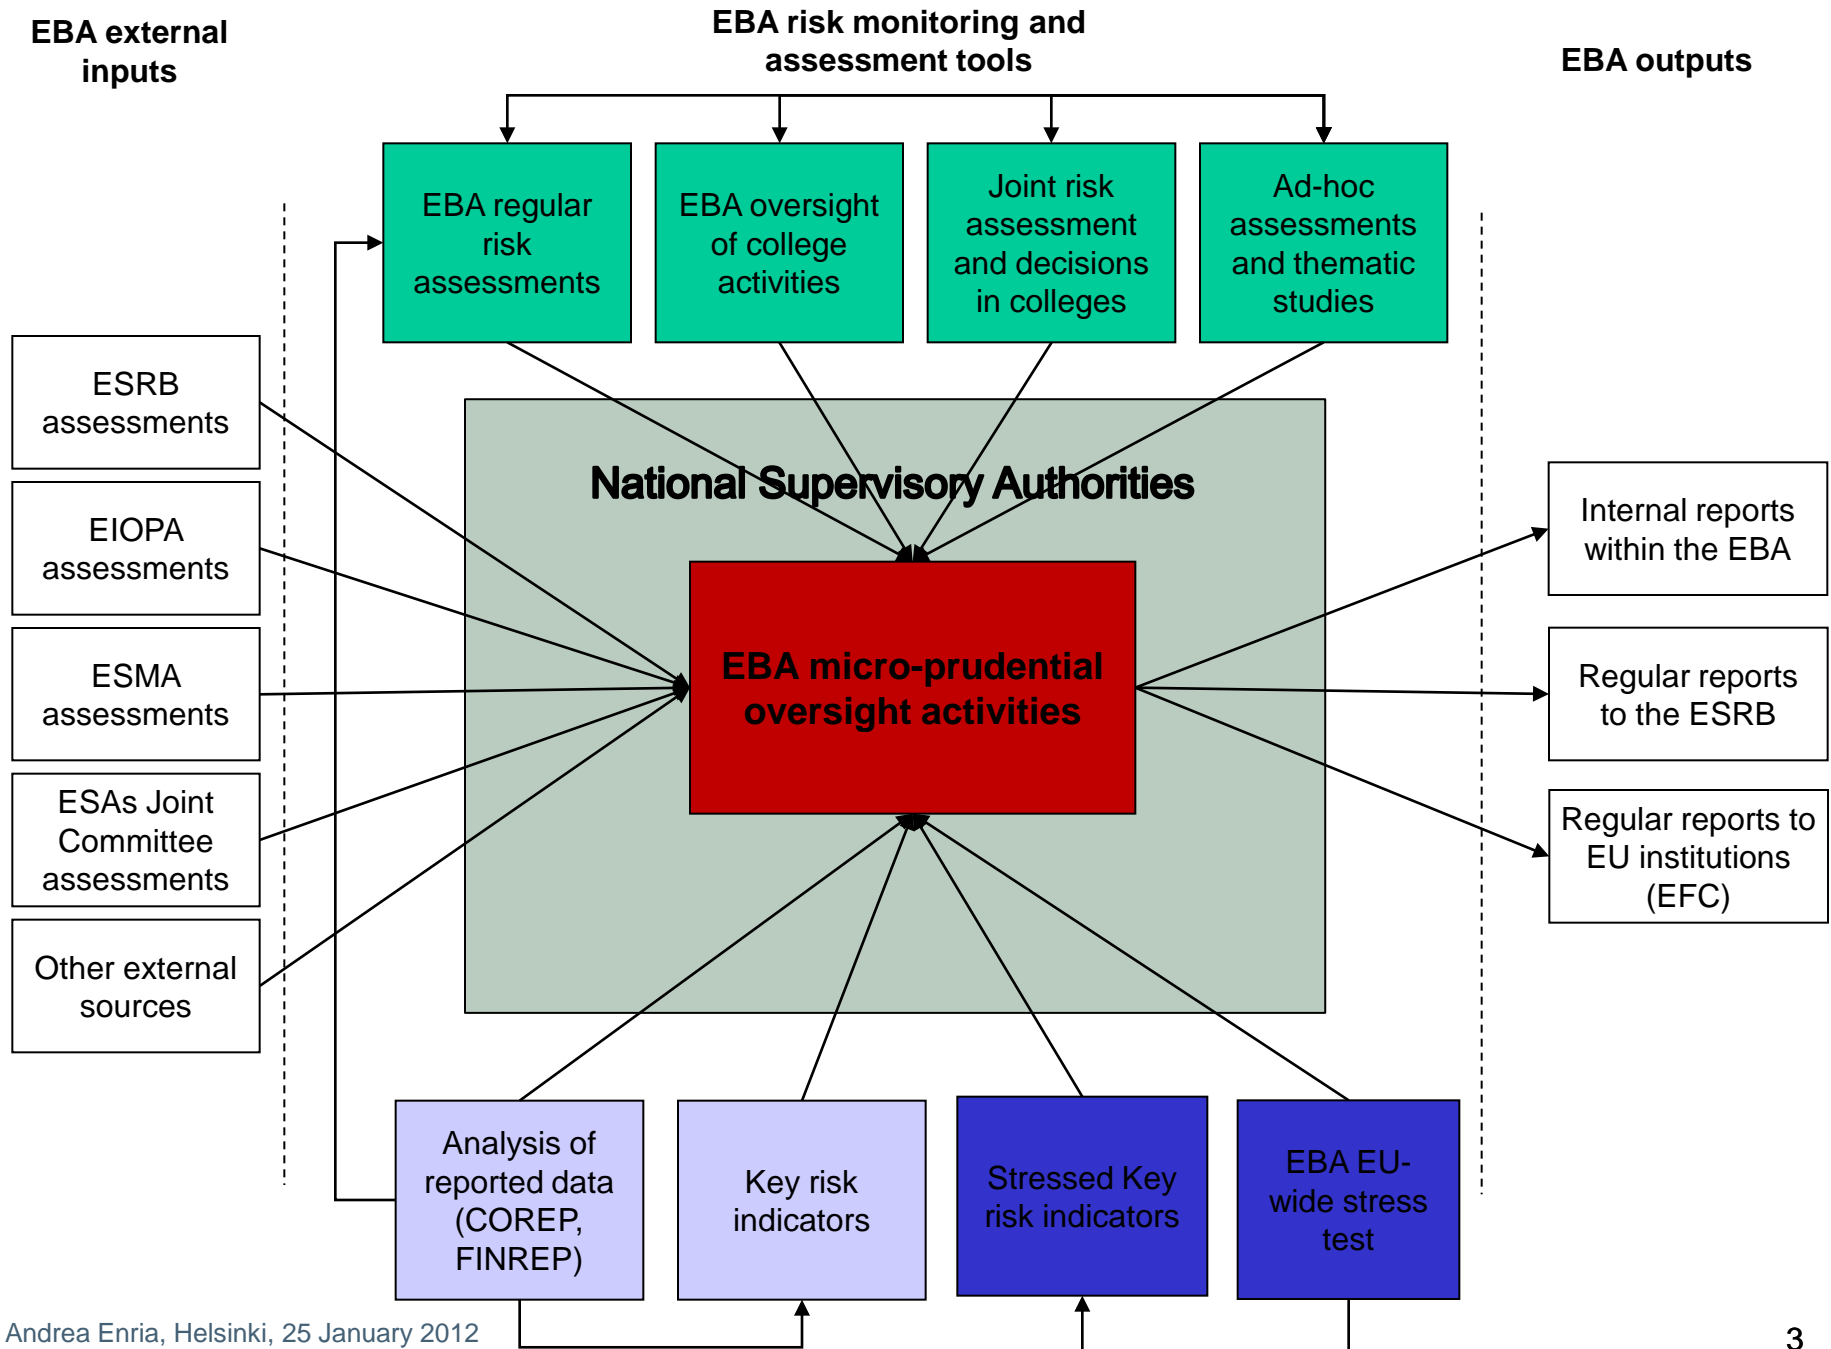 EBA external
inputs
EBA risk monitoring and
assessment tools
EBA outputs
EBA regular
risk
assessments
EBA oversight
of college
activities
Joint risk
assessment
and decisions
in colleges
Ad-hoc
assessments
and thematic
studies
ESRB
assessments
EIOPA
assessments
ESMA
assessments
ESAs Joint
Committee
assessments
Other external
sources
National Supervisory Authorities
EBA micro-prudential
oversight activities
Internal reports
within the EBA
Regular reports
to the ESRB
Regular reports to
EU institutions
(EFC)
Analysis of
reported data
(COREP,
FINREP)
Key risk
indicators
Stressed Key
risk indicators
EBA EU-
wide stress
test
Andrea Enria, Helsinki, 25 January 2012
3